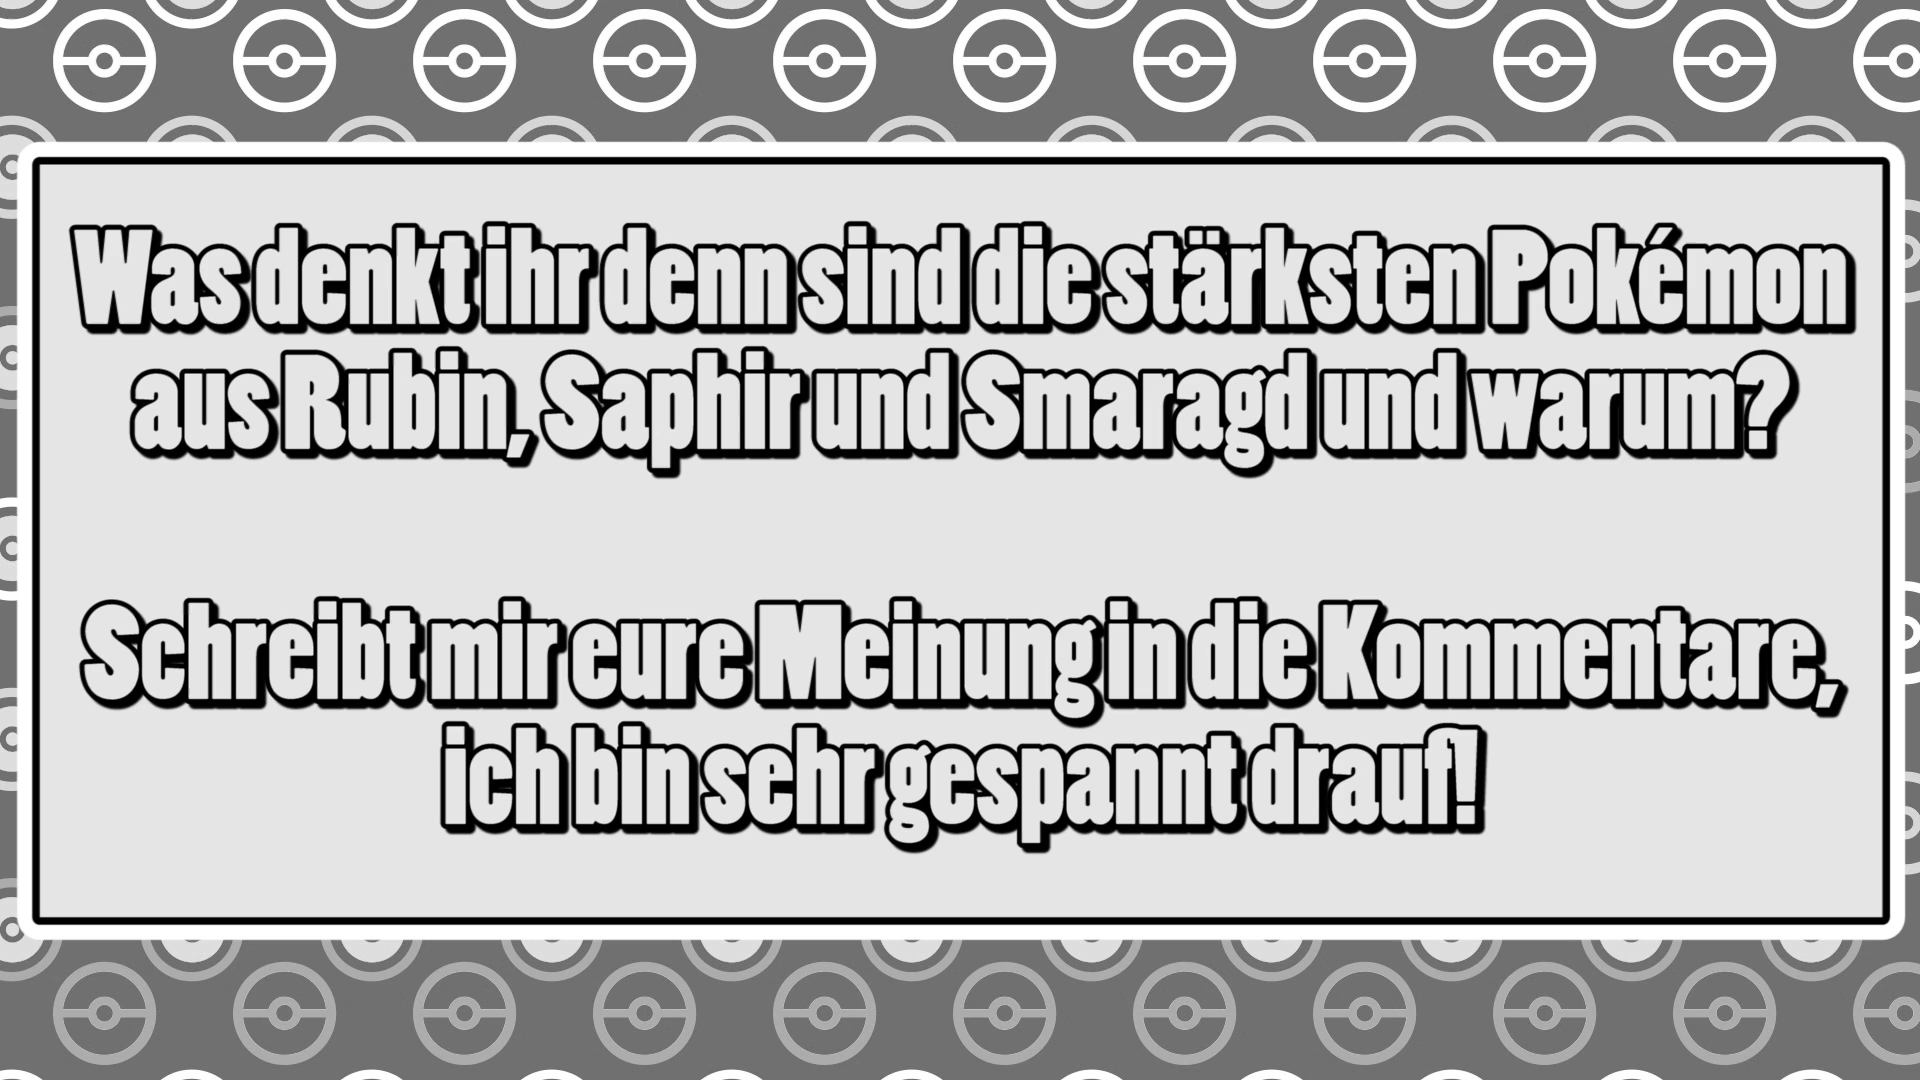 Was denkt ihr denn sind die stärksten Pokémon
aus Rubin, Saphir und Smaragd und warum?
Schreibt mir eure Meinung in die Kommentare,
ich bin sehr gespannt drauf!